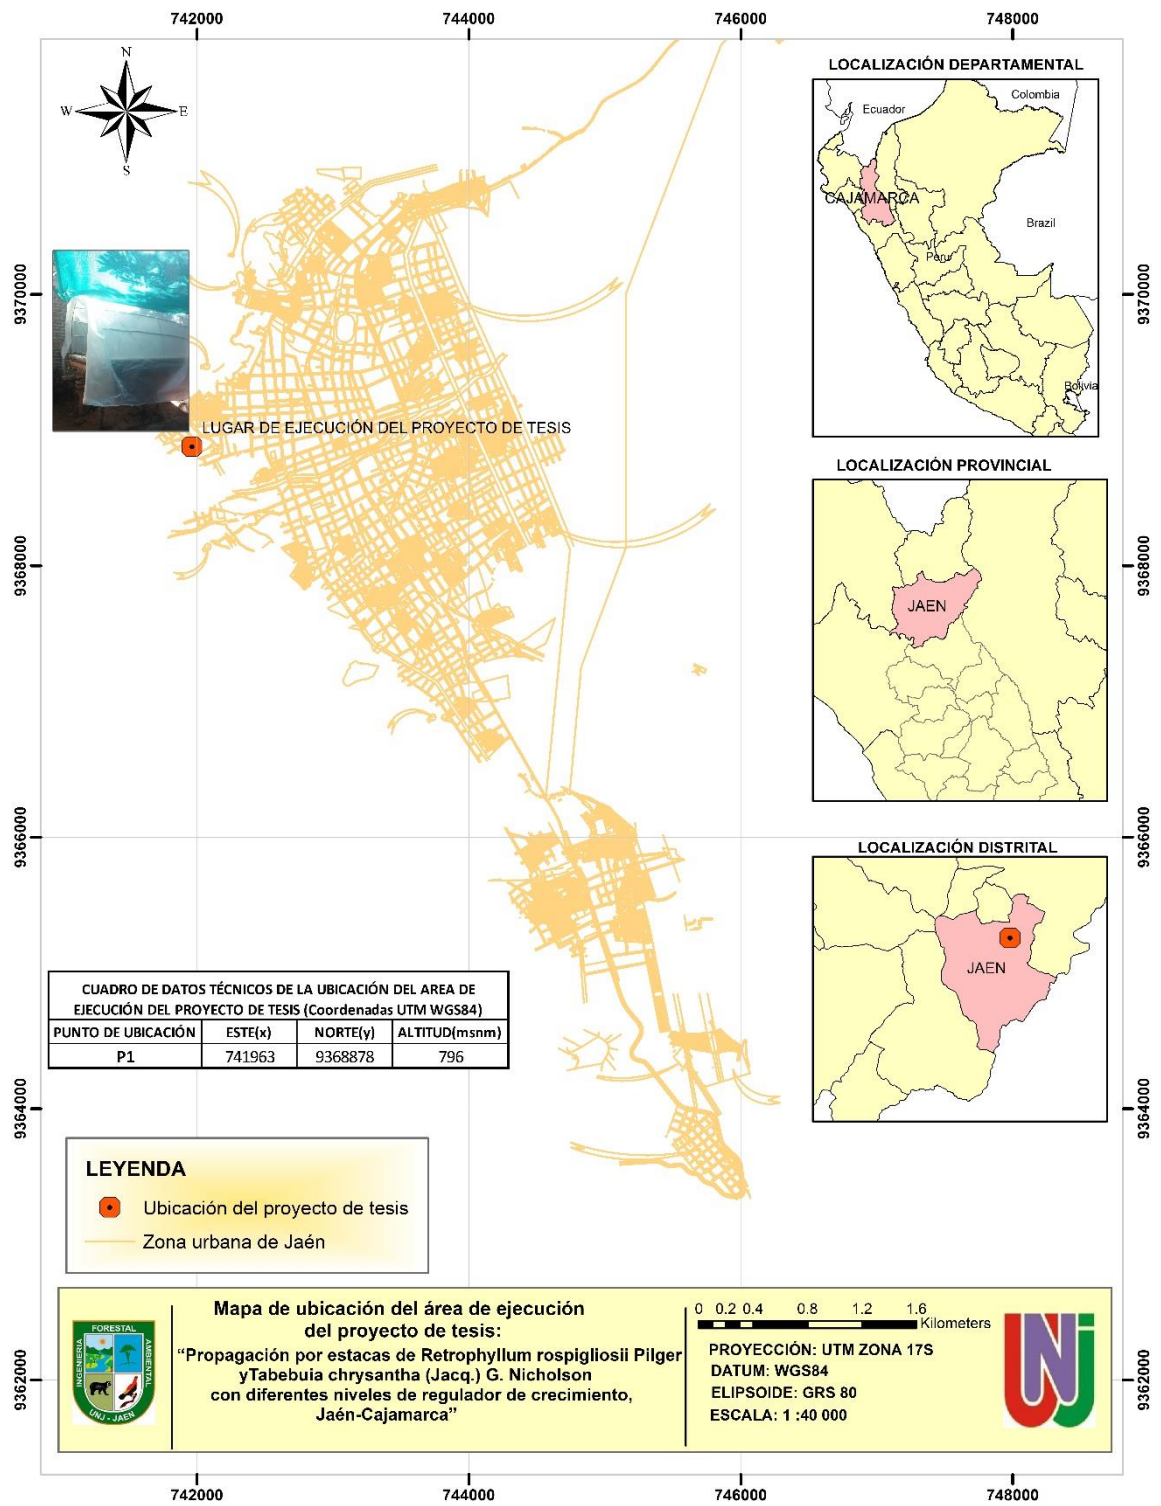 742000
744000
746000
748000
N
W
E
S
9370000
9368000
9366000
9364000
9362000
LUGAR DE EJECUCIÓN DEL PROYECTO DE TESIS
LOCALIZACIÓN DEPARTAMENTAL
Colombia
Ecuador
CAJAMARCA
Brazil
Peru
Bolivia
9370000
LOCALIZACIÓN PROVINCIAL
JAEN
9368000
9366000
LOCALIZACIÓN DISTRITAL
JAEN
9364000
9362000
CUADRO DE DATOS TÉCNICOS DE LA UBICACIÓN DEL AREA DE
EJECUCIÓN DEL PROYECTO DE TESIS (Coordenadas UTM WGS84)
PUNTO DE UBICACIÓN ESTE(x) NORTE(y) ALTITUD(msnm)
P1 741963 9368878 796
LEYENDA
Ubicación del proyecto de tesis
Zona urbana de Jaén
FORESTAL
INGENIERIA
AMBIENTAL
UNJ - JAEN
Mapa de ubicación del área de ejecución
del proyecto de tesis:
“Propagación por estacas de Retrophyllum rospigliosii Pilger
yTabebuia chrysantha (Jacq.) G. Nicholson
con diferentes niveles de regulador de crecimiento,
Jaén-Cajamarca”
0 0.2 0.4 0.8 1.2 1.6
Kilometers
PROYECCIÓN: UTM ZONA 17S
DATUM: WGS84
ELIPSOIDE: GRS 80
ESCALA: 1 :40 000
UNJ
742000
744000
746000
748000